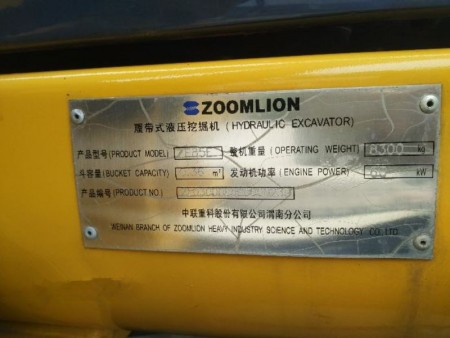 ZOOMLION
履带式液压挖掘机 (HYDRAULIC EXCAVATOR)
产品型号(PRODUCT MODEL) ZE85E 整机重量(OPERATING WEIGHT) 8300 kg
斗容量(BUCKET CAPACITY) m³ 发动机功率(ENGINE POWER) kW
产品编号(PRODUCT NO.)
中联重科股份有限公司渭南分公司
WEINAN BRANCH OF ZOOMLION HEAVY INDUSTRY SCIENCE AND TECHNOLOGY CO. LTD.